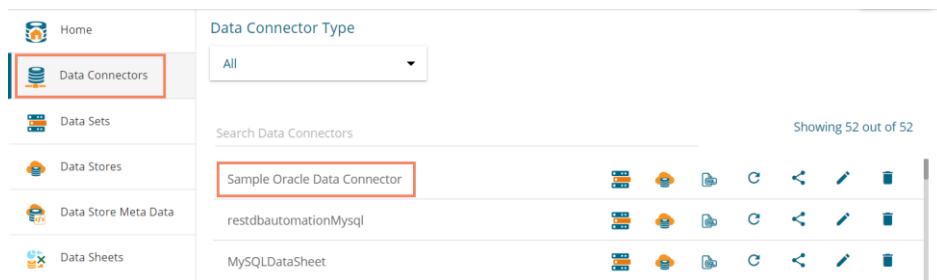 Home
Data Connectors
Data Sets
Data Stores
Data Store Meta Data
Data Sheets
Data Connector Type
All
Search Data Connectors
Showing 52 out of 52
Sample Oracle Data Connector
restdbautomationMysql
MySQLDataSheet